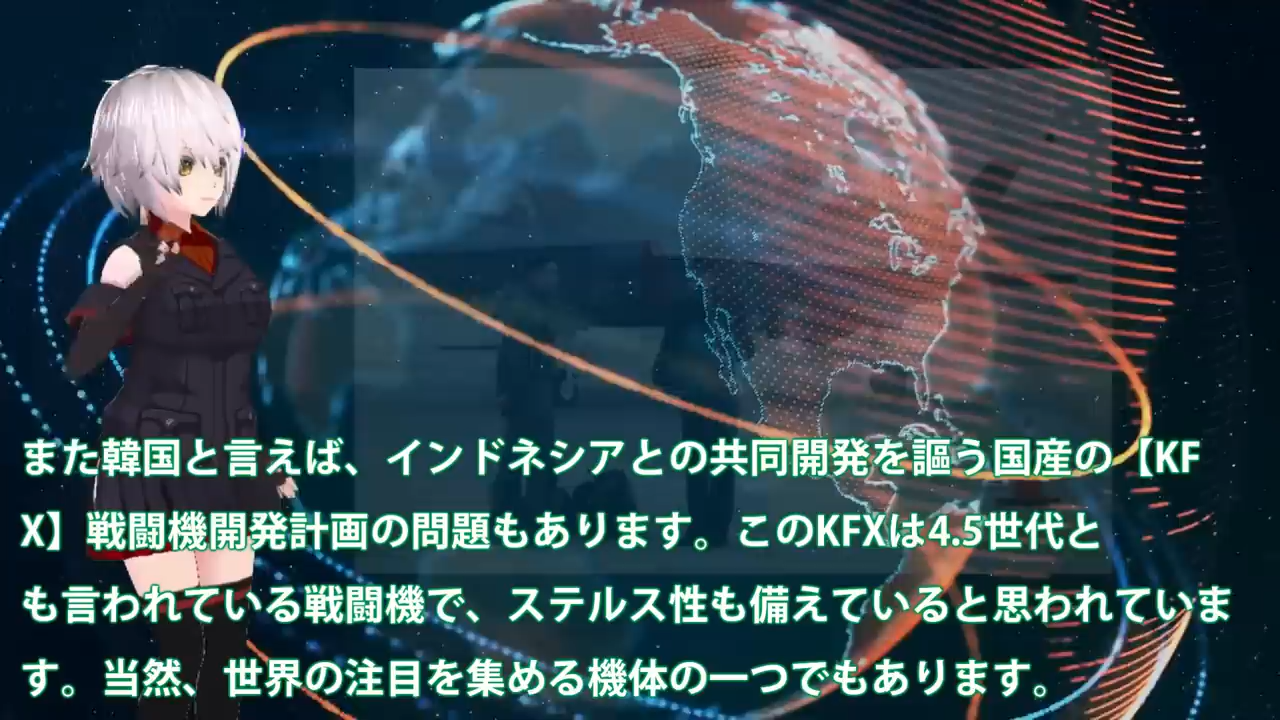 また韓国と言えば、インドネシアとの共同開発を謳う国産の【KF
X】戦闘機開発計画の問題もあります。このKFXは4.5世代と
も言われている戦闘機で、ステルス性も備えていると思われていま
す。当然、世界の注目を集める機体の一つでもあります。